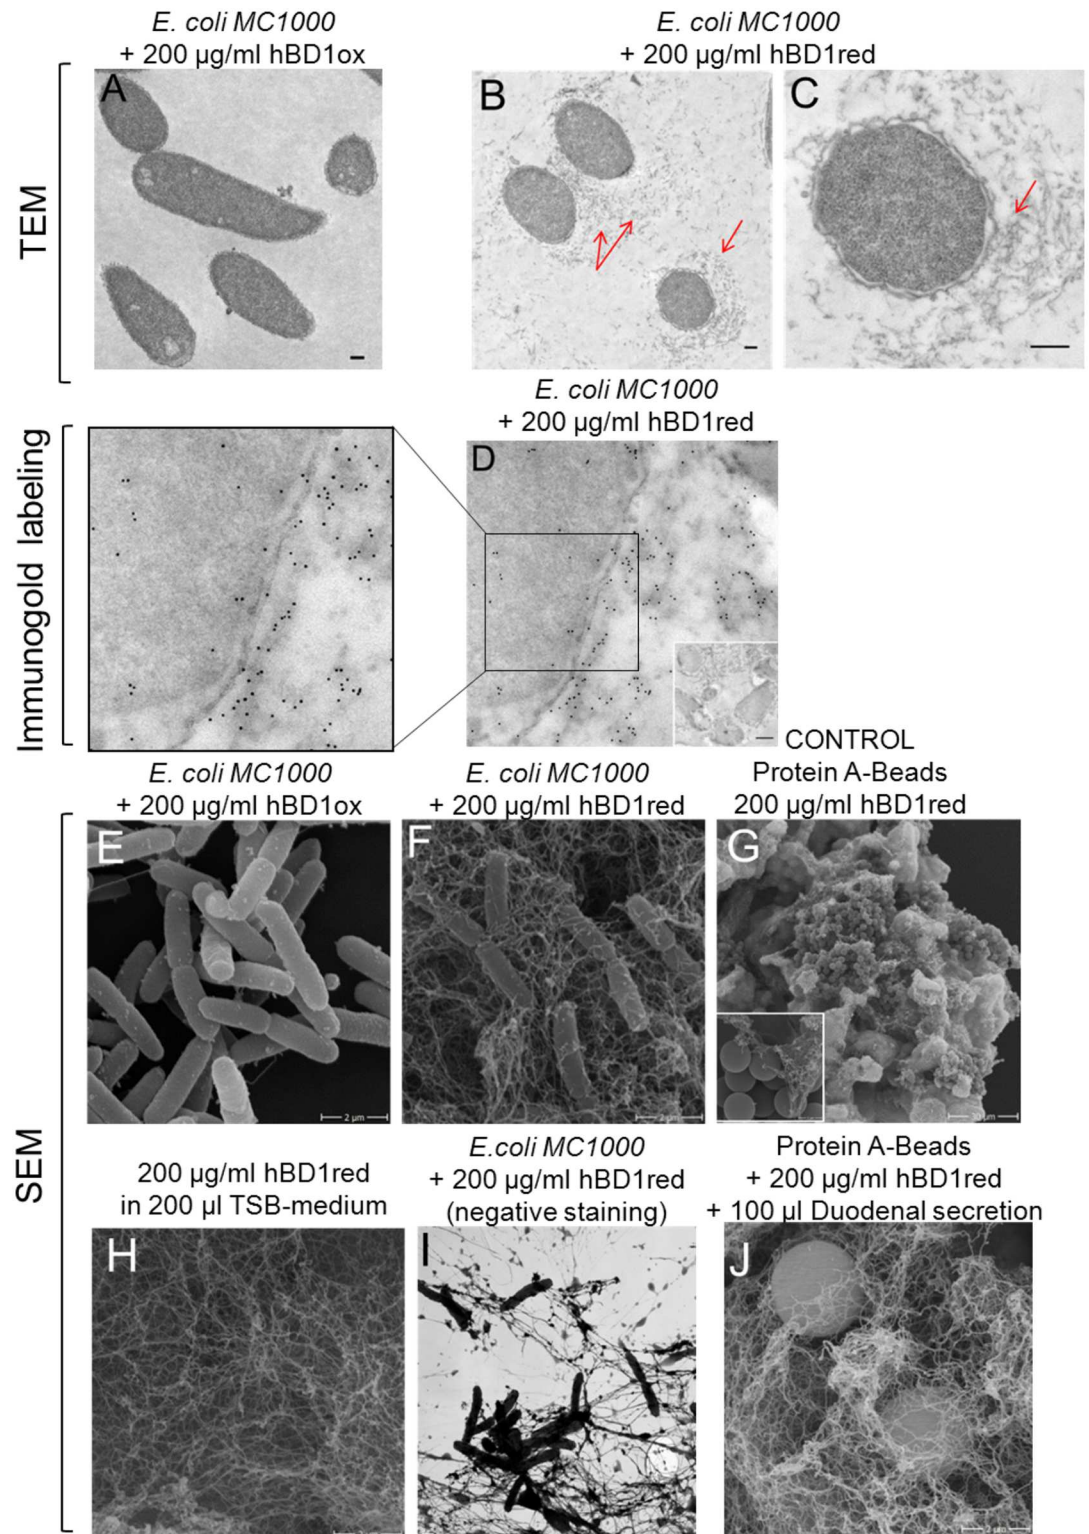 E. coli MC1000
+ 200 µg/ml hBD1ox
E. coli MC1000
+ 200 µg/ml hBD1red
TEM
A
B
C
E. coli MC1000
+ 200 µg/ml hBD1red
Immunogold labeling
D
CONTROL
E. coli MC1000
+ 200 µg/ml hBD1ox
E. coli MC1000
+ 200 µg/ml hBD1red
Protein A-Beads
200 µg/ml hBD1red
SEM
E
2 µm
F
2 µm
G
200 µg/ml hBD1red
in 200 µl TSB-medium
E.coli MC1000
+ 200 µg/ml hBD1red
(negative staining)
Protein A-Beads
+ 200 µg/ml hBD1red
+ 100 µl Duodenal secretion
H
I
J